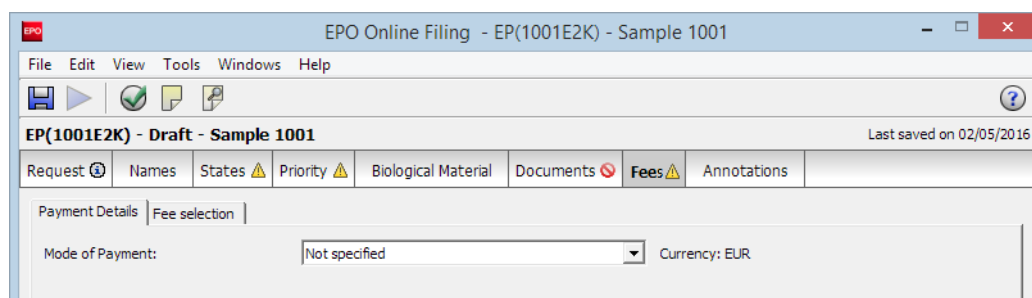 EPO EPO Online Filing - EP(1001E2K) - Sample 1001
File Edit View Tools Windows Help
EP(1001E2K) - Draft - Sample 1001 Last saved on 02/05/2016
Request Names States Priority Biological Material Documents Fees Annotations
Payment Details Fee selection
Mode of Payment: Not specified Currency: EUR